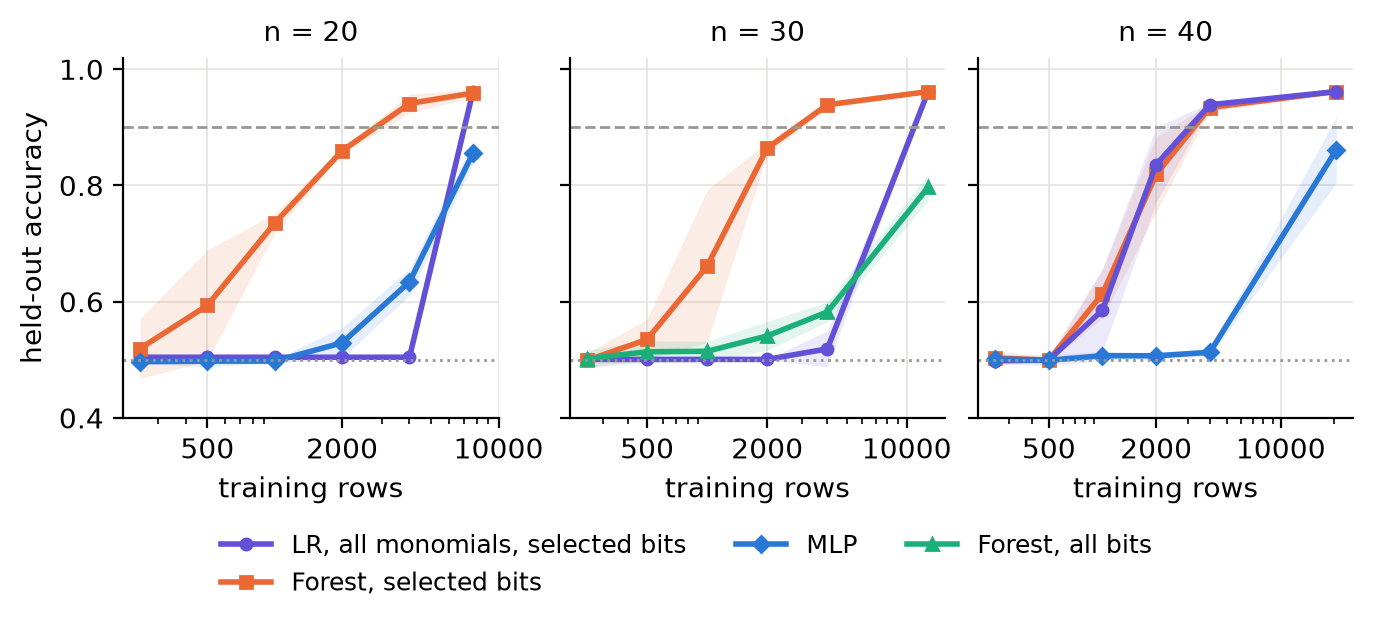 n = 20
n = 30
n = 40
held-out accuracy
1.0
0.8
0.6
0.4
500 2000 10000
500 2000 10000
500 2000 10000
training rows
training rows
training rows
LR, all monomials, selected bits
Forest, selected bits
MLP
Forest, all bits